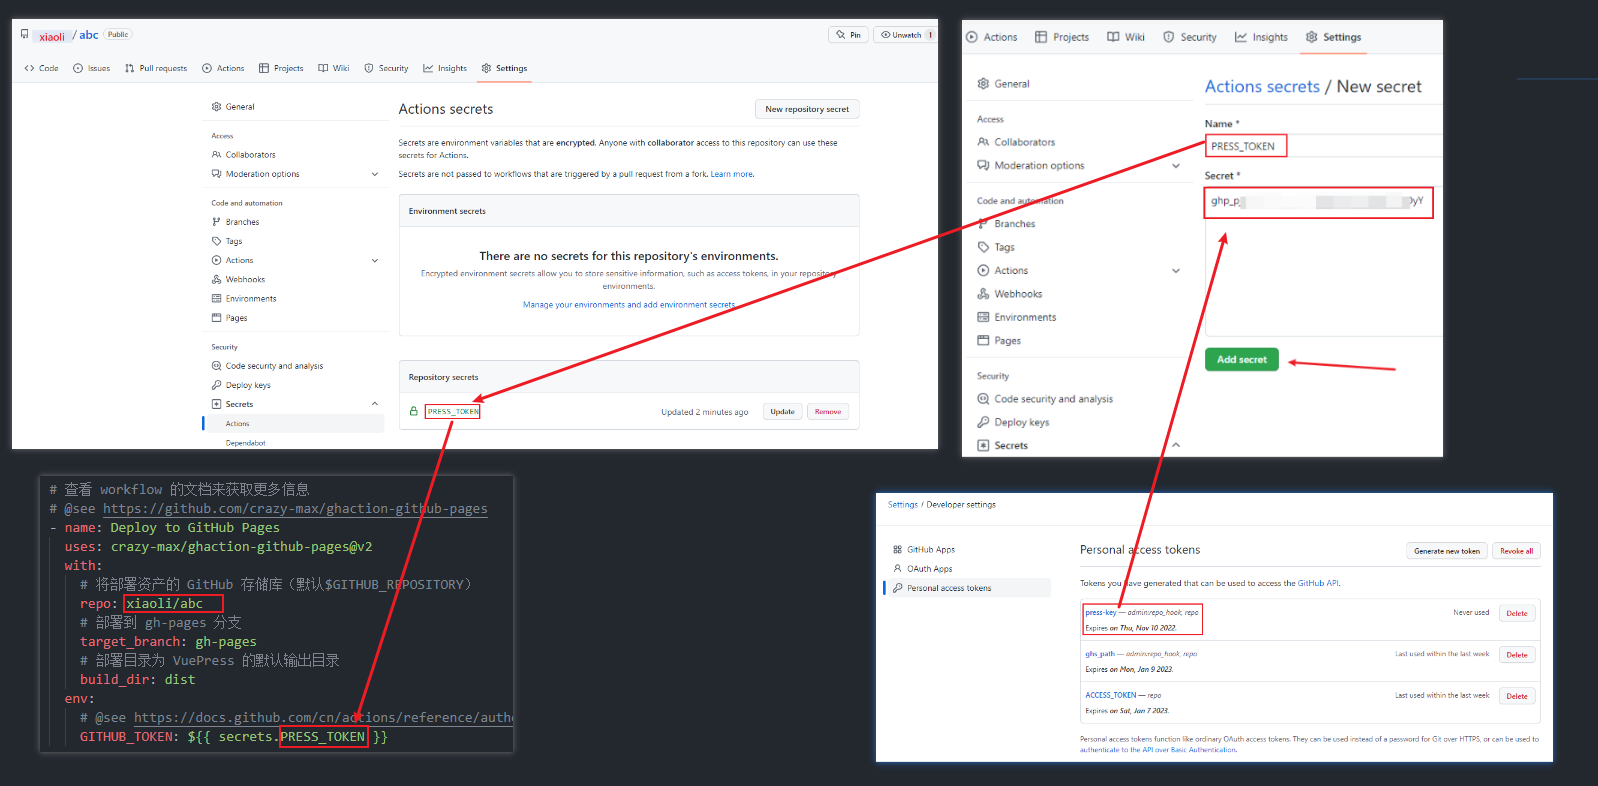 xiaoli / abc Public
Pin
Unwatch 1
Code
Issues
Pull requests
Actions
Projects
Wiki
Security
Insights
Settings
General
Access
Collaborators
Moderation options
Code and automation
Branches
Tags
Actions
Webhooks
Environments
Pages
Security
Code security and analysis
Deploy keys
Secrets
Actions
Dependabot
Actions secrets
New repository secret
Secrets are environment variables that are encrypted. Anyone with collaborator access to this repository can use these
secrets for Actions.
Secrets are not passed to workflows that are triggered by a pull request from a fork. Learn more.
Environment secrets
There are no secrets for this repository's environments.
Encrypted environment secrets allow you to store sensitive information, such as access tokens, in your repository
environments.
Manage your environments and add environment secrets
Repository secrets
PRESS_TOKEN
Updated 2 minutes ago
Update
Remove
Actions
Projects
Wiki
Security
Insights
Settings
General
Access
Collaborators
Moderation options
Code and automation
Branches
Tags
Actions
Webhooks
Environments
Pages
Security
Code security and analysis
Deploy keys
Secrets
Actions secrets / New secret
Name *
PRESS_TOKEN
Secret *
ghp_p
yY
Add secret
# 查看 workflow 的文档来获取更多信息
# @see https://github.com/crazy-max/ghaction-github-pages
- name: Deploy to GitHub Pages
uses: crazy-max/ghaction-github-pages@v2
with:
# 将部署资产的 GitHub 存储库（默认$GITHUB_REPOSITORY）
repo: xiaoli/abc
# 部署到 gh-pages 分支
target_branch: gh-pages
# 部署目录为 VuePress 的默认输出目录
build_dir: dist
env:
# @see https://docs.github.com/cn/actions/reference/auth
GITHUB_TOKEN: ${{ secrets.PRESS_TOKEN }}
Settings / Developer settings
GitHub Apps
OAuth Apps
Personal access tokens
Personal access tokens
Generate new token
Revoke all
Tokens you have generated that can be used to access the GitHub API.
press-key — admin:repo_hook, repo
Never used
Delete
Expires on Thu, Nov 10 2022.
ghs_path — admin:repo_hook, repo
Last used within the last week
Delete
Expires on Mon, Jan 9 2023.
ACCESS_TOKEN — repo
Last used within the last week
Delete
Expires on Sat, Jan 7 2023.
Personal access tokens function like ordinary OAuth access tokens. They can be used instead of a password for Git over HTTPS, or can be used to
authenticate to the API over Basic Authentication.